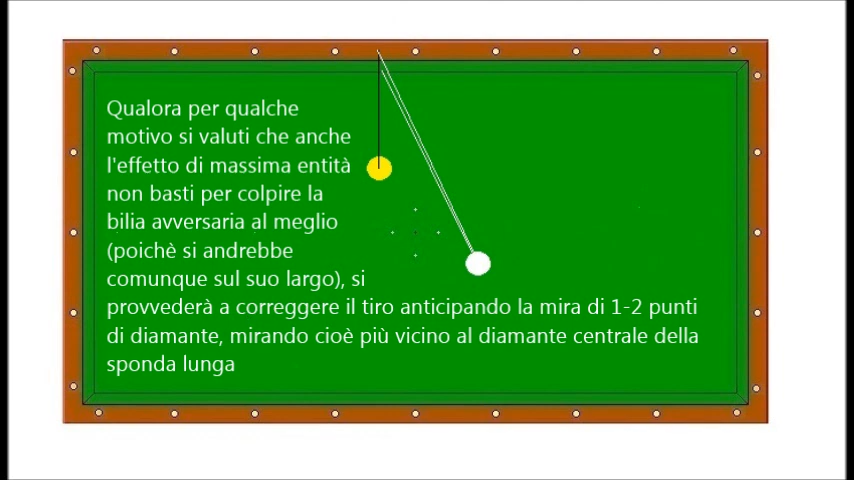 Qualora per qualche
motivo si valuti che anche
l'effetto di massima entità
non basti per colpire la
bilia avversaria al meglio
(poichè si andrebbe
comunque sul suo largo), si
provvederà a correggere il tiro anticipando la mira di 1-2 punti
di diamante, mirando cioè più vicino al diamante centrale della
sponda lunga